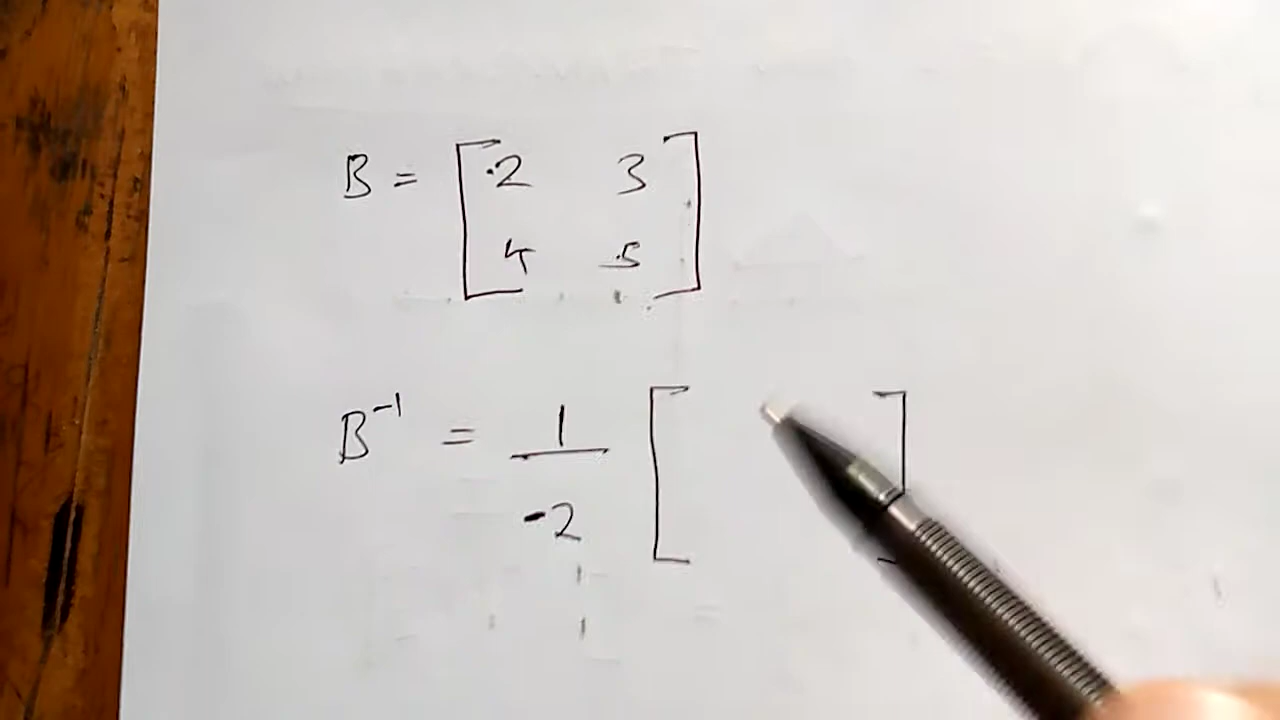 B = [2 3
4 5]
B⁻¹ = 1/-2 [ ]